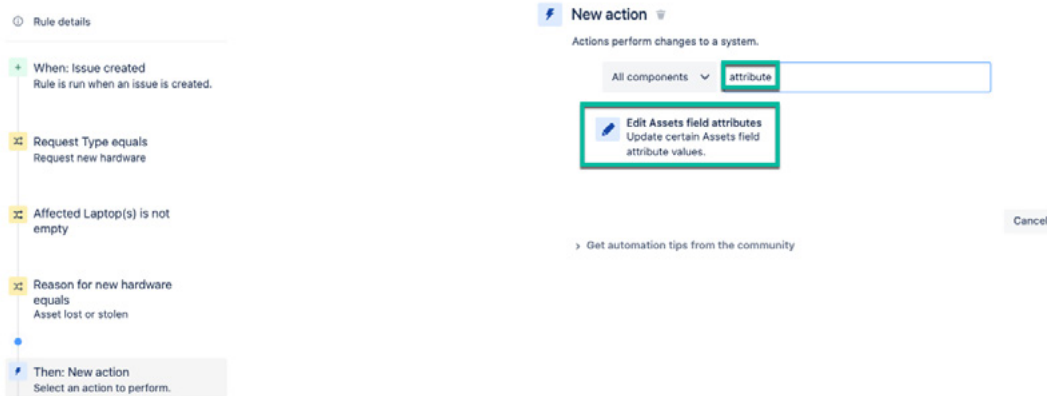 Rule details
When: Issue created
Rule is run when an issue is created.
Request Type equals
Request new hardware
Affected Laptop(s) is not
empty
Reason for new hardware
equals
Asset lost or stolen
Then: New action
Select an action to perform.
New action
Actions perform changes to a system.
All components
attribute
Edit Assets field attributes
Update certain Assets field
attribute values.
Cancel
Get automation tips from the community